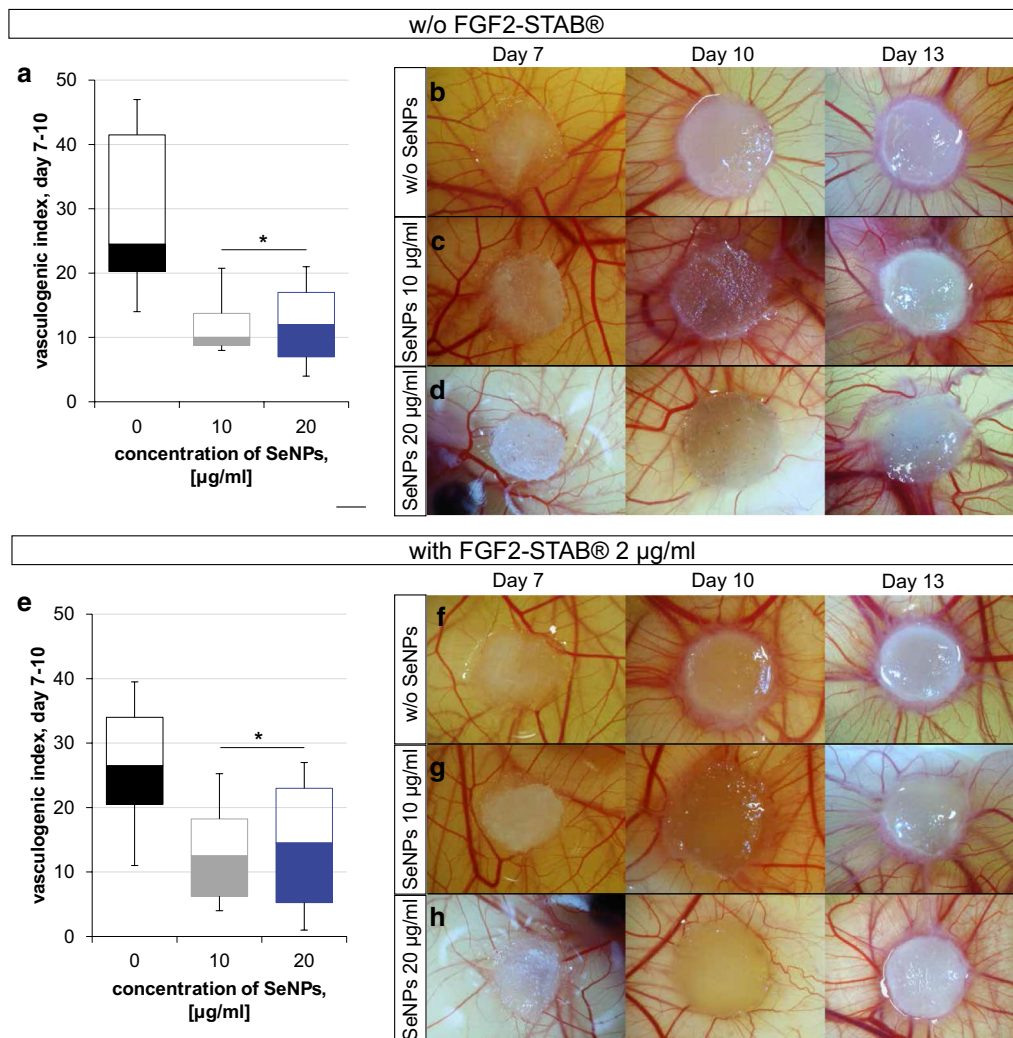 w/o FGF2-STAB®
a
vasculogenic index, day 7-10
50
40
30
20
10
0
*
0 10 20
concentration of SeNPs,
[µg/ml]
Day 7 Day 10 Day 13
w/o SeNPs
b
SeNPs 10 µg/ml
c
SeNPs 20 µg/ml
d
with FGF2-STAB® 2 µg/ml
e
vasculogenic index, day 7-10
50
40
30
20
10
0
*
0 10 20
concentration of SeNPs,
[µg/ml]
Day 7 Day 10 Day 13
w/o SeNPs
f
SeNPs 10 µg/ml
g
SeNPs 20 µg/ml
h